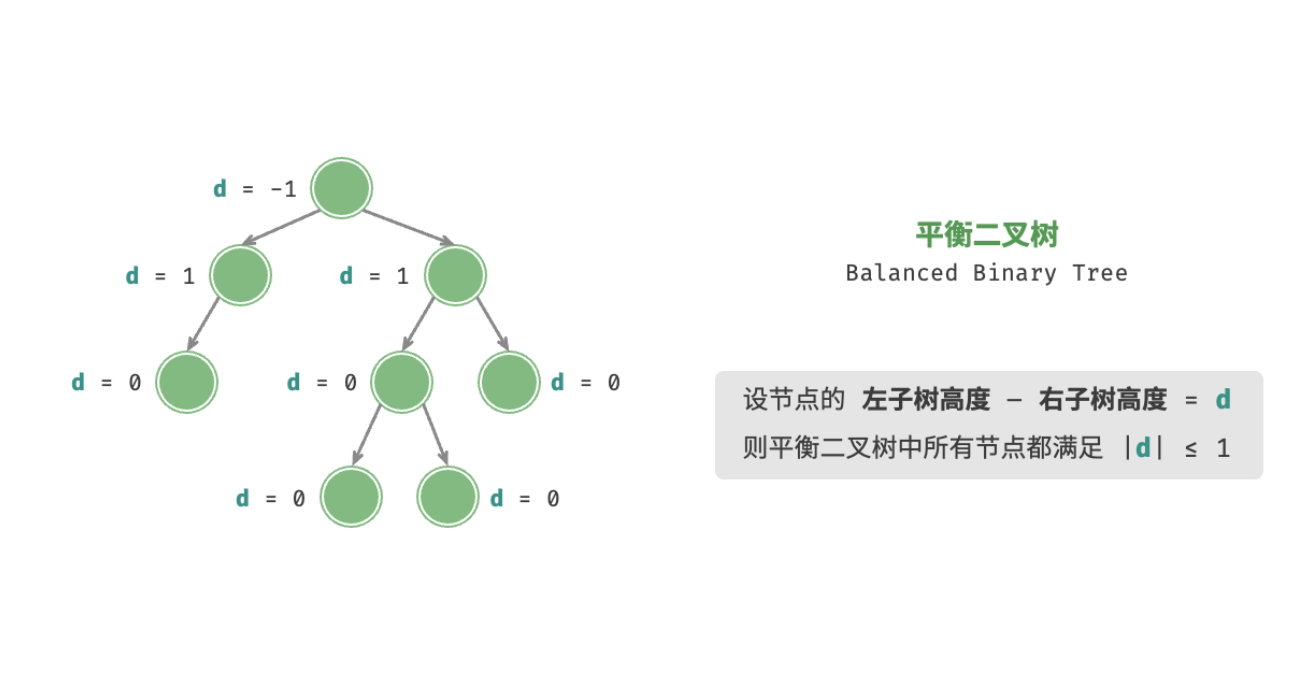 d = -1
d = 1
d = 1
d = 0
d = 0
d = 0
d = 0
d = 0
平衡二叉树
Balanced Binary Tree
设节点的 左子树高度 — 右子树高度 = d
则平衡二叉树中所有节点都满足 |d| ≤ 1